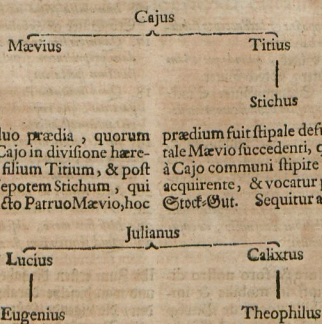 Cajus
Mævius Titius
Stichus
duo prædia, quorum
Cajo in divisione hære-
filium Titium, & post
epotem Stichum, qui
cto Patruo Mævio, hoc
prædium fuit stipale def
tale Mævio succedenti,
à Cajo communi stipite
acquirente, & vocatur
Stock-Gut. Sequitur
Julianus
Lucius Calixtus
Eugenius Theophilus